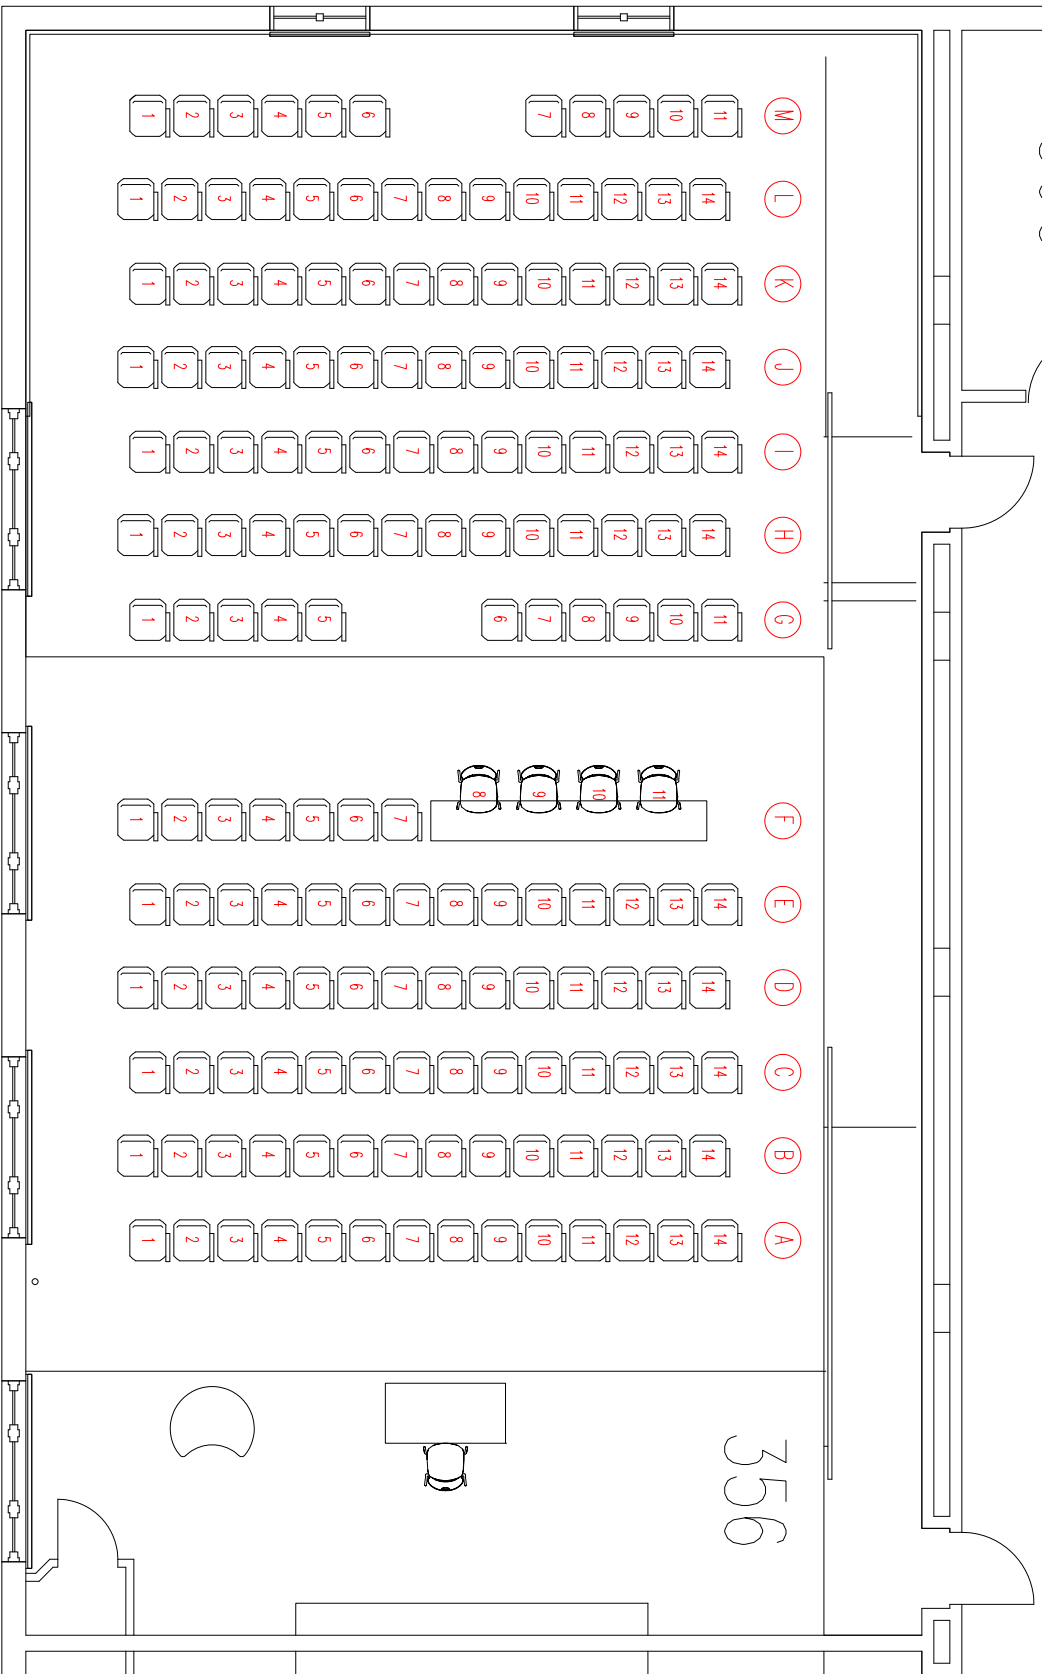 1 2 3 4 5 6 7 8 9 10 11 M
1 2 3 4 5 6 7 8 9 10 11 12 13 14 L
1 2 3 4 5 6 7 8 9 10 11 12 13 14 K
1 2 3 4 5 6 7 8 9 10 11 12 13 14 J
1 2 3 4 5 6 7 8 9 10 11 12 13 14 I
1 2 3 4 5 6 7 8 9 10 11 12 13 14 H
1 2 3 4 5 6 7 8 9 10 11 G
1 2 3 4 5 6 7 8 9 10 11 F
1 2 3 4 5 6 7 8 9 10 11 12 13 14 E
1 2 3 4 5 6 7 8 9 10 11 12 13 14 D
1 2 3 4 5 6 7 8 9 10 11 12 13 14 C
1 2 3 4 5 6 7 8 9 10 11 12 13 14 B
1 2 3 4 5 6 7 8 9 10 11 12 13 14 A
356